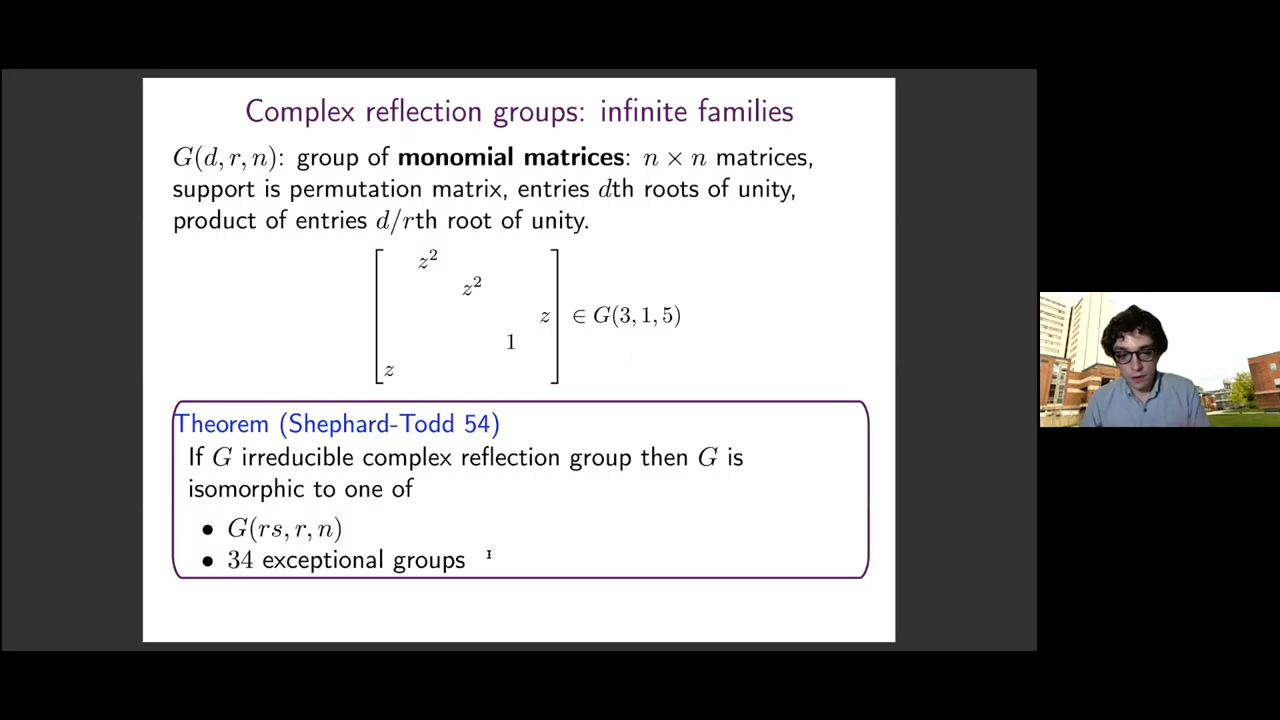 Complex reflection groups: infinite families
G(d, r, n): group of monomial matrices: n × n matrices,
support is permutation matrix, entries dth roots of unity,
product of entries d/rth root of unity.
z²
z²
z ∈ G(3, 1, 5)
1
z
Theorem (Shephard-Todd 54)
If G irreducible complex reflection group then G is
isomorphic to one of
• G(rs, r, n)
• 34 exceptional groups